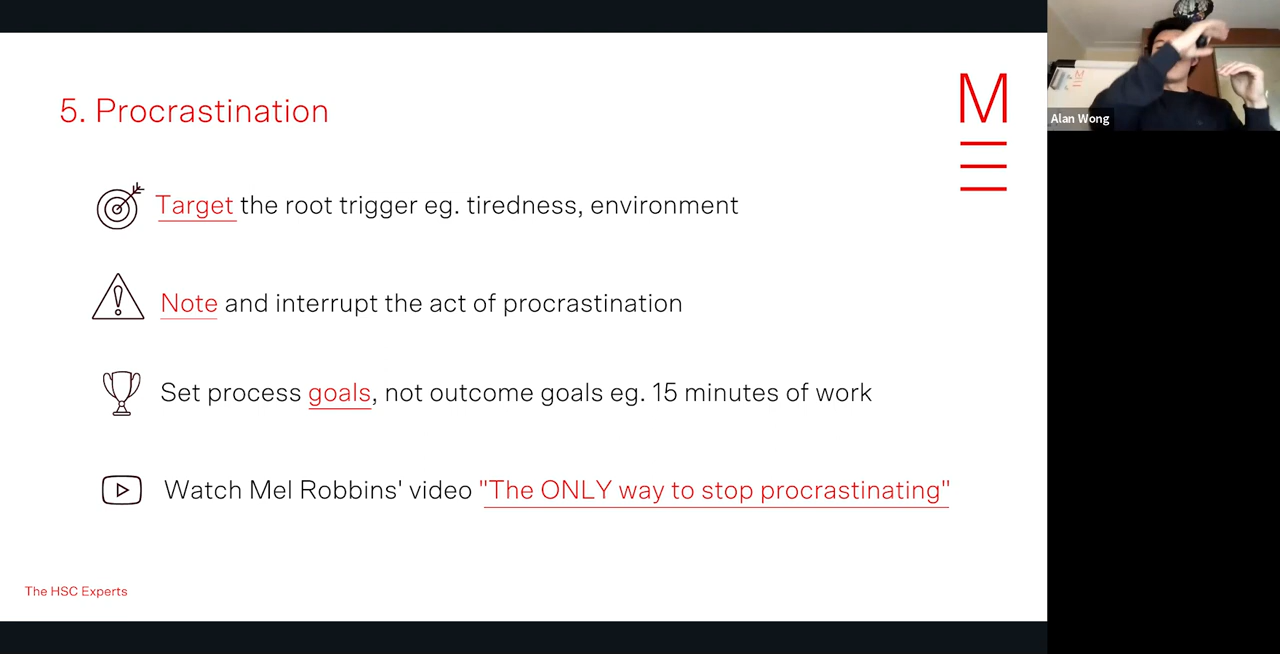 5. Procrastination
M
Target the root trigger eg. tiredness, environment
Note and interrupt the act of procrastination
Set process goals, not outcome goals eg. 15 minutes of work
Watch Mel Robbins' video "The ONLY way to stop procrastinating"
The HSC Experts
Alan Wong